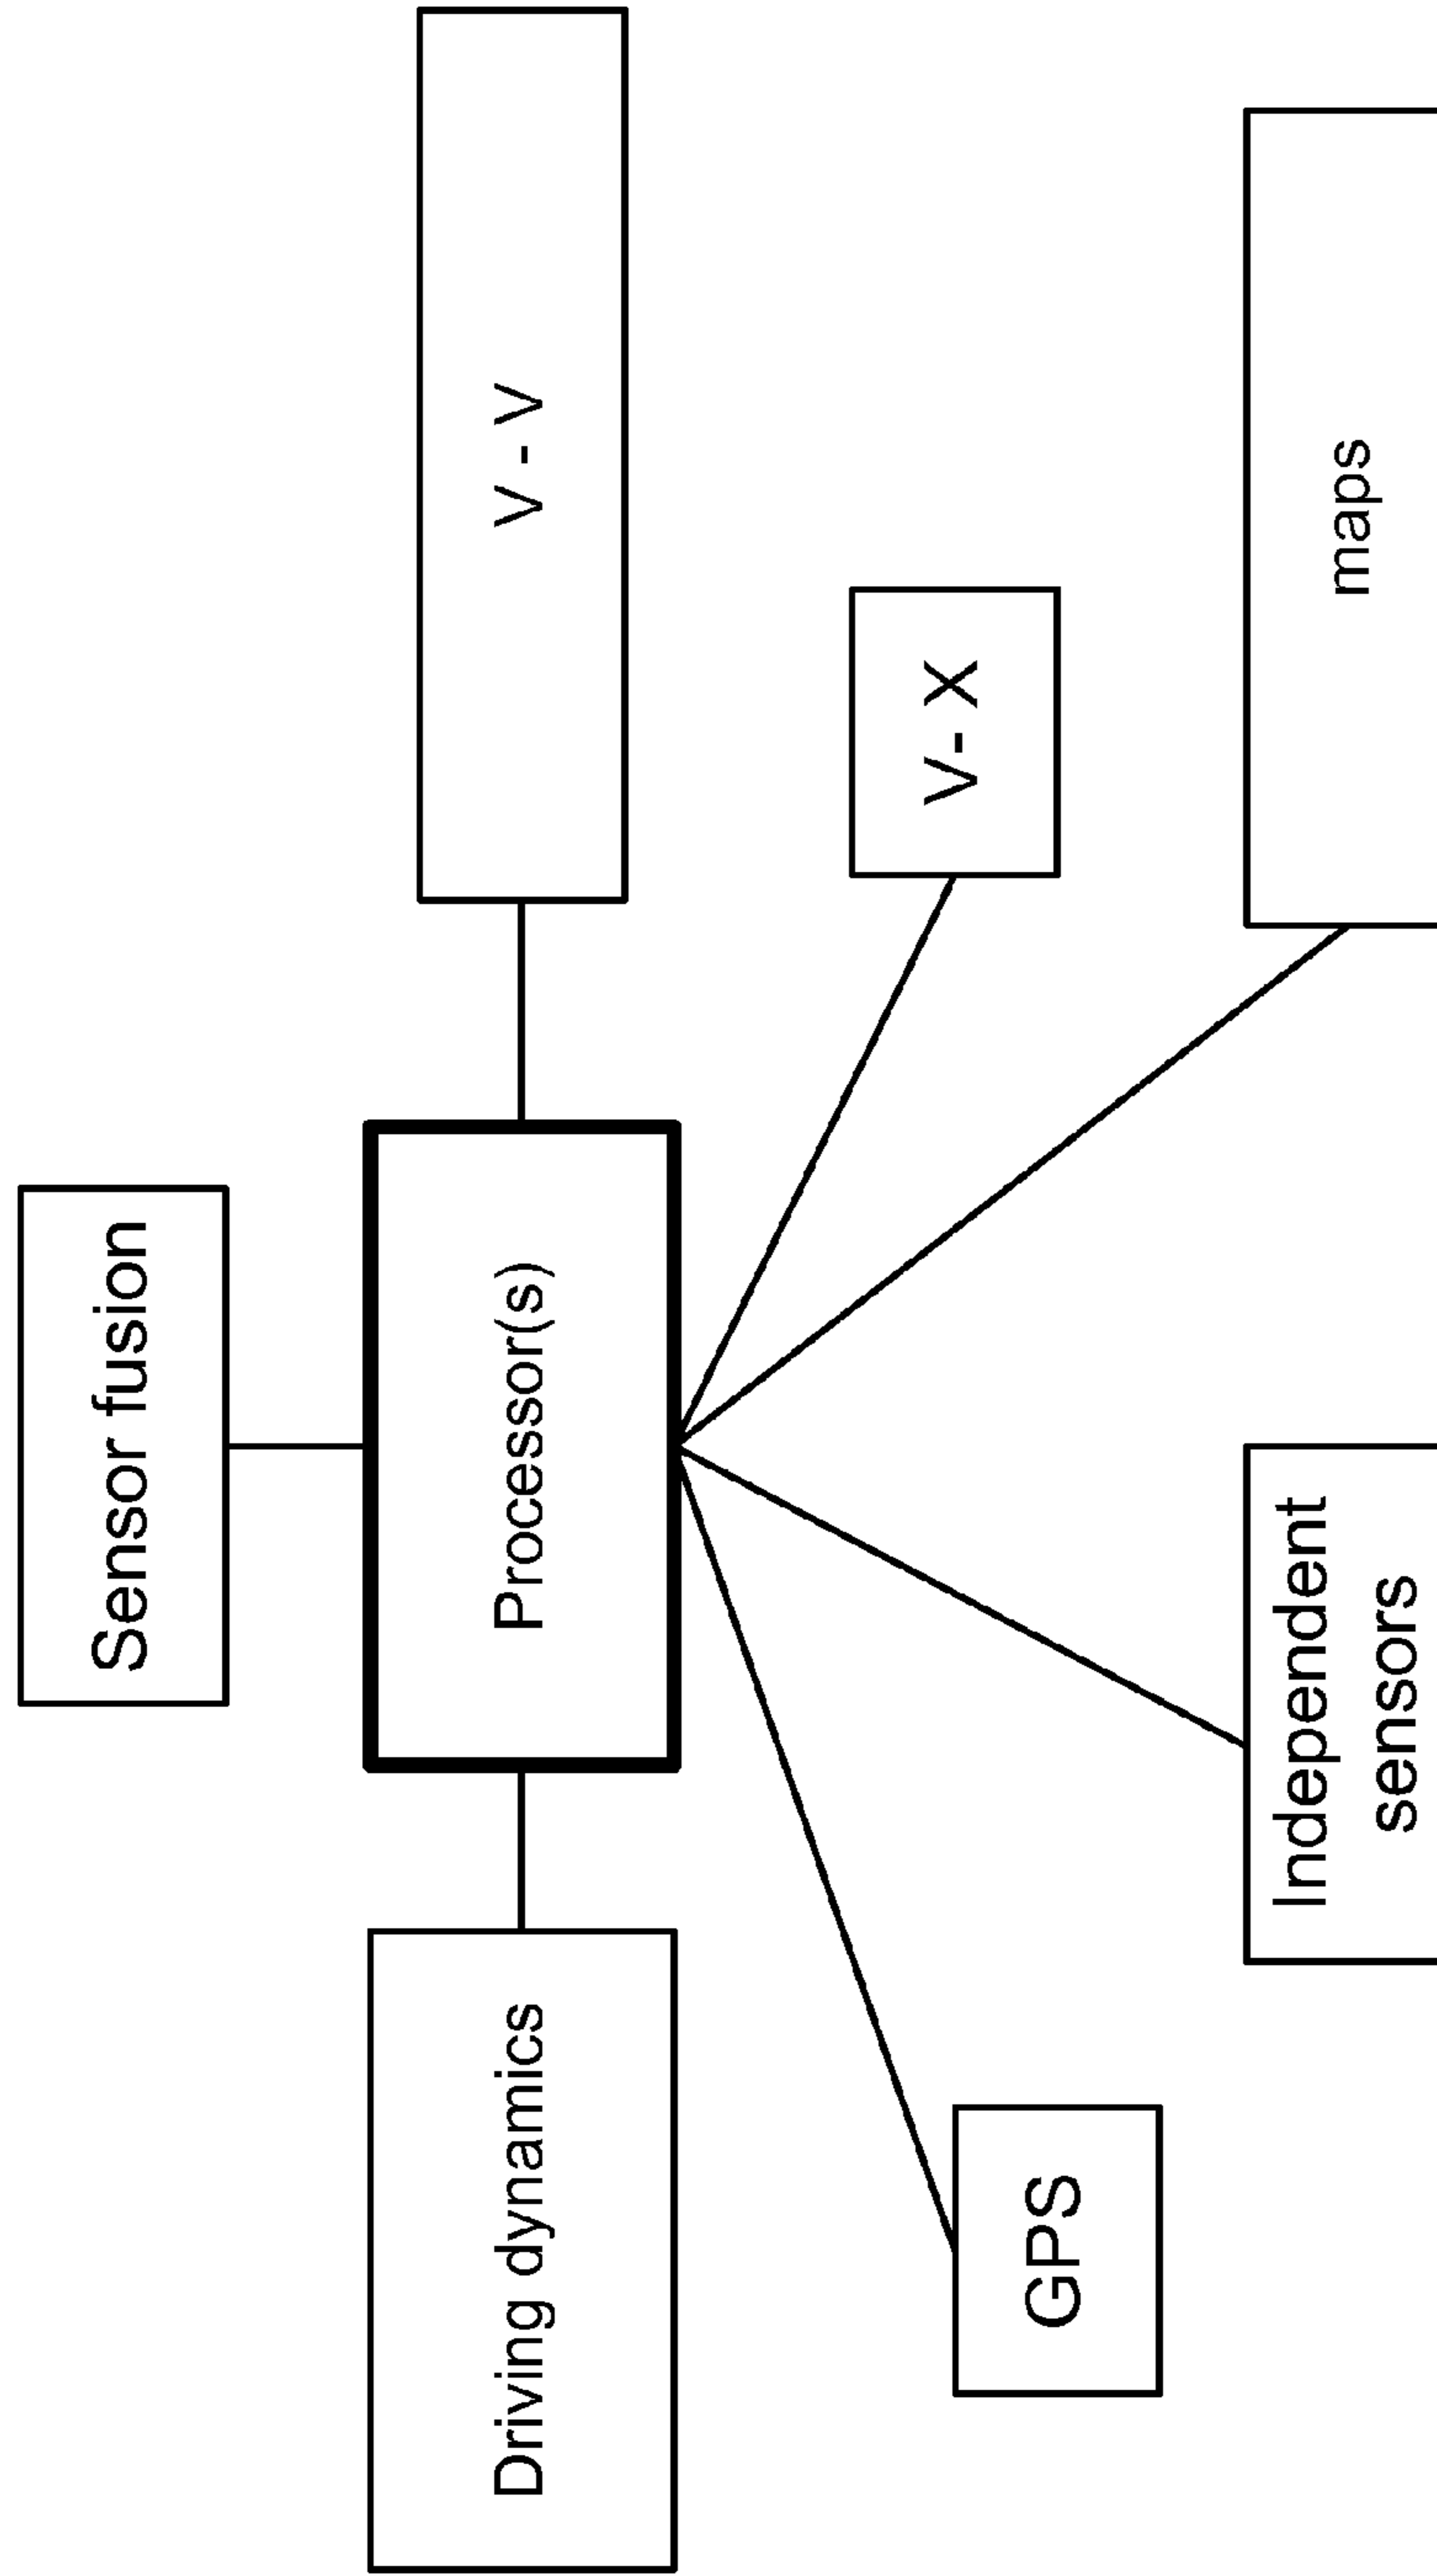 Sensor fusion
Driving dynamics
Processor(s)
V - V
V- X
GPS
Independent
sensors
maps